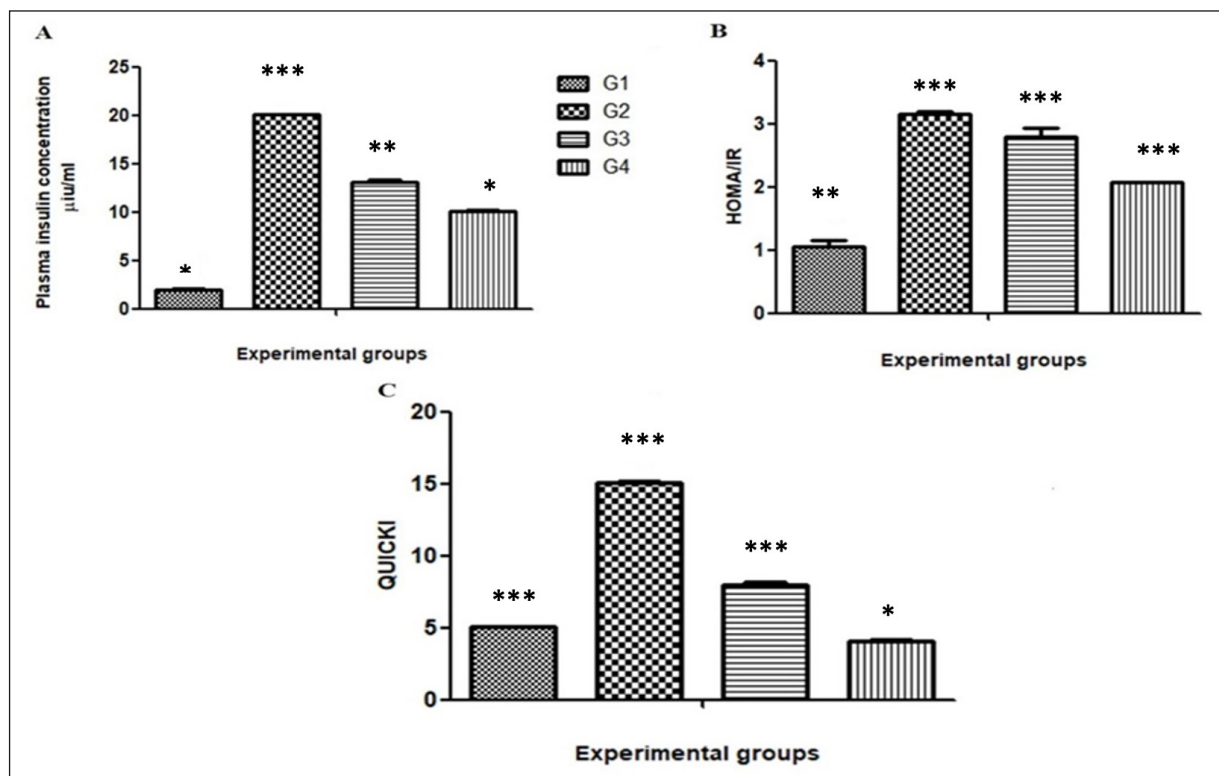 A
Plasma insulin concentration
µiu/ml
25
20
15
10
5
0
***
**
*
*
Experimental groups
G1
G2
G3
G4
B
HOMA/IR
4
3
2
1
0
**
***
***
***
Experimental groups
C
QUICKI
20
15
10
5
0
***
***
***
*
Experimental groups